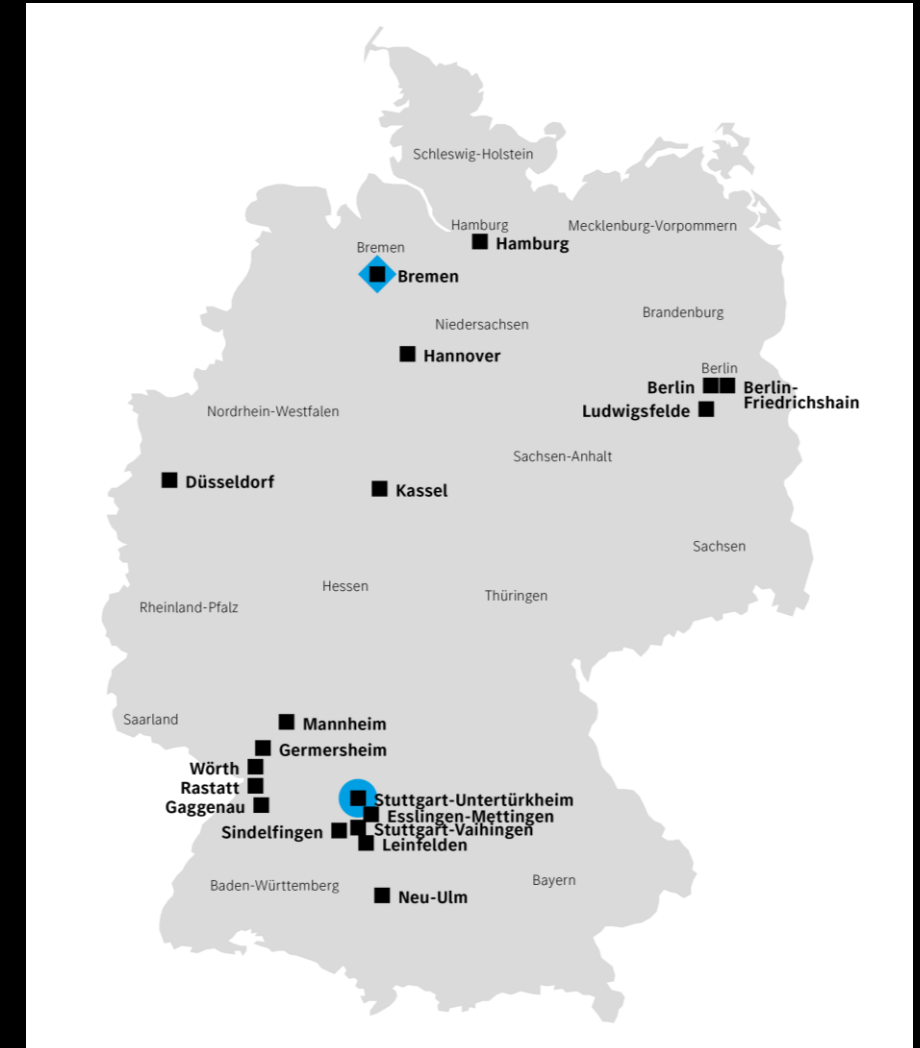 Schleswig-Holstein
Hamburg
Mecklenburg-Vorpommern
Hamburg
Bremen
Bremen
Brandenburg
Niedersachsen
Hannover
Berlin
Berlin
Berlin-
Friedrichshain
Ludwigsfelde
Nordrhein-Westfalen
Sachsen-Anhalt
Düsseldorf
Kassel
Sachsen
Hessen
Thüringen
Rheinland-Pfalz
Saarland
Mannheim
Germersheim
Wörth
Rastatt
Gaggenau
Stuttgart-Untertürkheim
Esslingen-Mettingen
Sindelfingen
Stuttgart-Vaihingen
Leinfelden
Baden-Württemberg
Bayern
Neu-Ulm